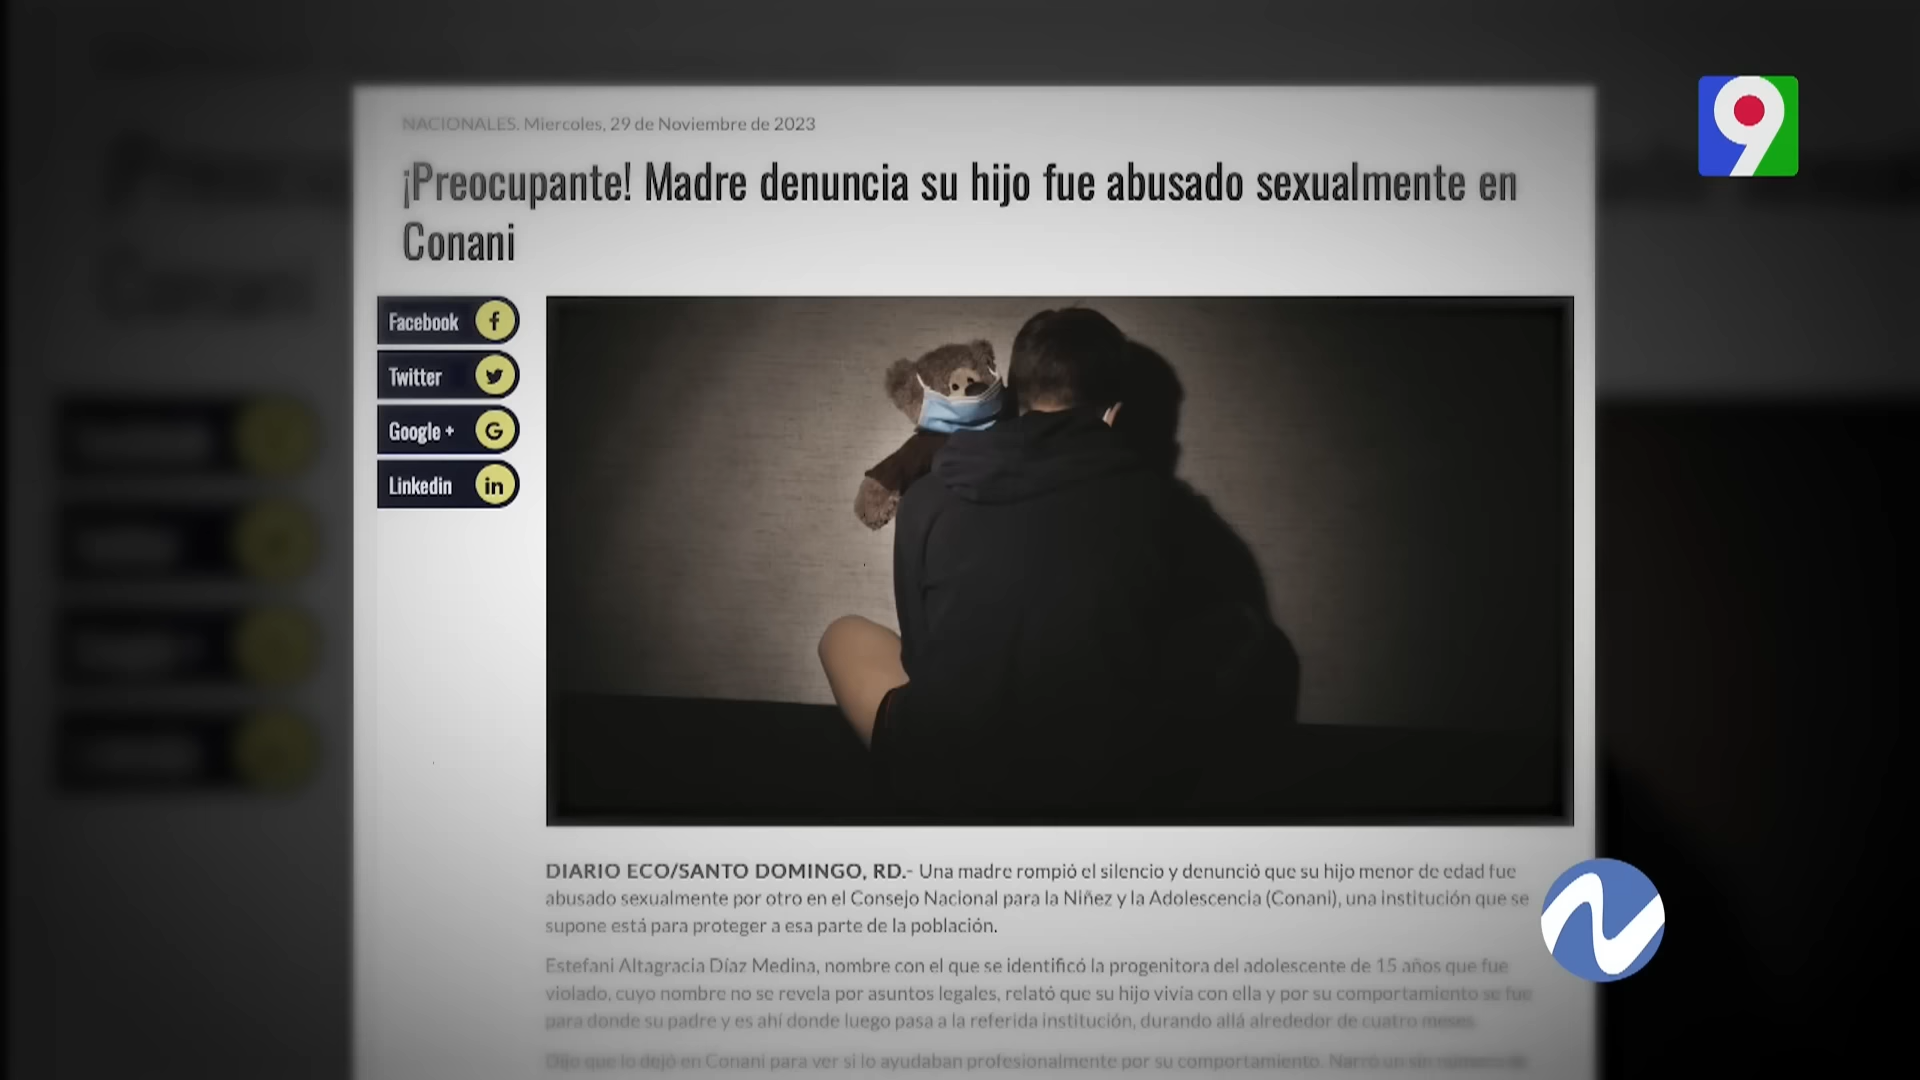 NACIONALES. Miercoles, 29 de Noviembre de 2023
9
¡Preocupante! Madre denuncia su hijo fue abusado sexualmente en
Conani
Facebook f
Twitter
Google + G
Linkedin in
DIARIO ECO/SANTO DOMINGO, RD.- Una madre rompió el silencio y denunció que su hijo menor de edad fue
abusado sexualmente por otro en el Consejo Nacional para la Niñez y la Adolescencia (Conani), una institución que se
supone está para proteger a esa parte de la población.
Estefani Altagracia Díaz Medina, nombre con el que se identificó la progenitora del adolescente de 15 años que fue
violado, cuyo nombre no se revela por asuntos legales, relató que su hijo vivía con ella y por su comportamiento se fue
para donde su padre y es ahí donde luego pasa a la referida institución, durando allá alrededor de cuatro meses
Dijo que lo dejó en Conani para ver si lo ayudaban profesionalmente por su comportamiento. Narró un sin